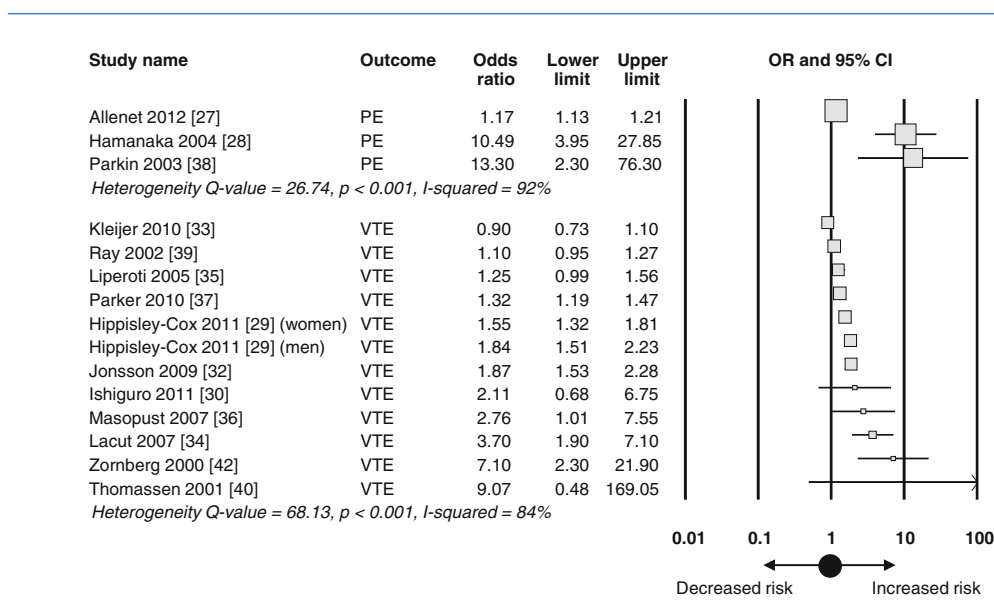 Study name Outcome Odds ratio Lower limit Upper limit OR and 95% CI
Allenet 2012 [27] PE 1.17 1.13 1.21
Hamanaka 2004 [28] PE 10.49 3.95 27.85
Parkin 2003 [38] PE 13.30 2.30 76.30
Heterogeneity Q-value = 26.74, p < 0.001, I-squared = 92%
Kleijer 2010 [33] VTE 0.90 0.73 1.10
Ray 2002 [39] VTE 1.10 0.95 1.27
Liperoti 2005 [35] VTE 1.25 0.99 1.56
Parker 2010 [37] VTE 1.32 1.19 1.47
Hippisley-Cox 2011 [29] (women) VTE 1.55 1.32 1.81
Hippisley-Cox 2011 [29] (men) VTE 1.84 1.51 2.23
Jonsson 2009 [32] VTE 1.87 1.53 2.28
Ishiguro 2011 [30] VTE 2.11 0.68 6.75
Masopust 2007 [36] VTE 2.76 1.01 7.55
Lacut 2007 [34] VTE 3.70 1.90 7.10
Zornberg 2000 [42] VTE 7.10 2.30 21.90
Thomassen 2001 [40] VTE 9.07 0.48 169.05
Heterogeneity Q-value = 68.13, p < 0.001, I-squared = 84%
0.01 0.1 1 10 100
Decreased risk Increased risk